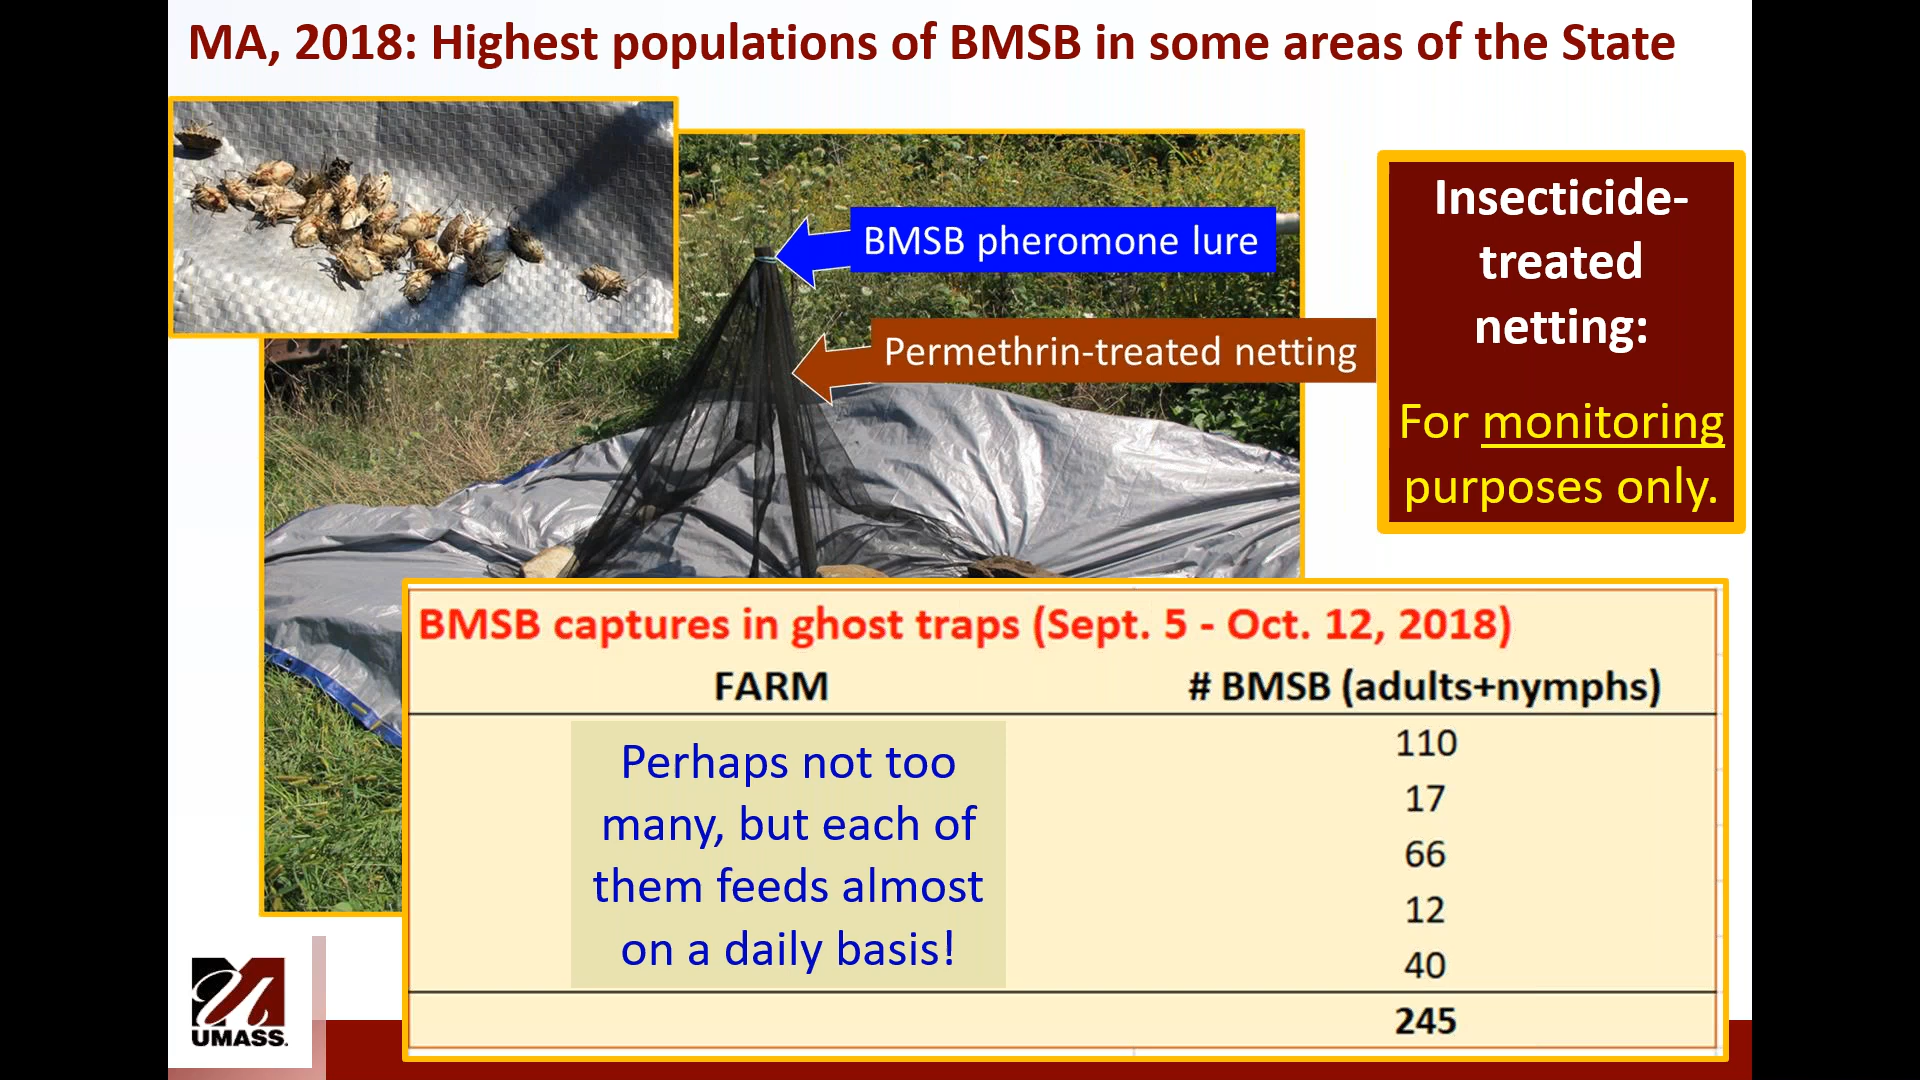 MA, 2018: Highest populations of BMSB in some areas of the State
BMSB pheromone lure
Permethrin-treated netting
Insecticide-
treated
netting:
For monitoring
purposes only.
BMSB captures in ghost traps (Sept. 5 - Oct. 12, 2018)
FARM # BMSB (adults+nymphs)
Perhaps not too
many, but each of
them feeds almost
on a daily basis!
110
17
66
12
40
245
UMASS.